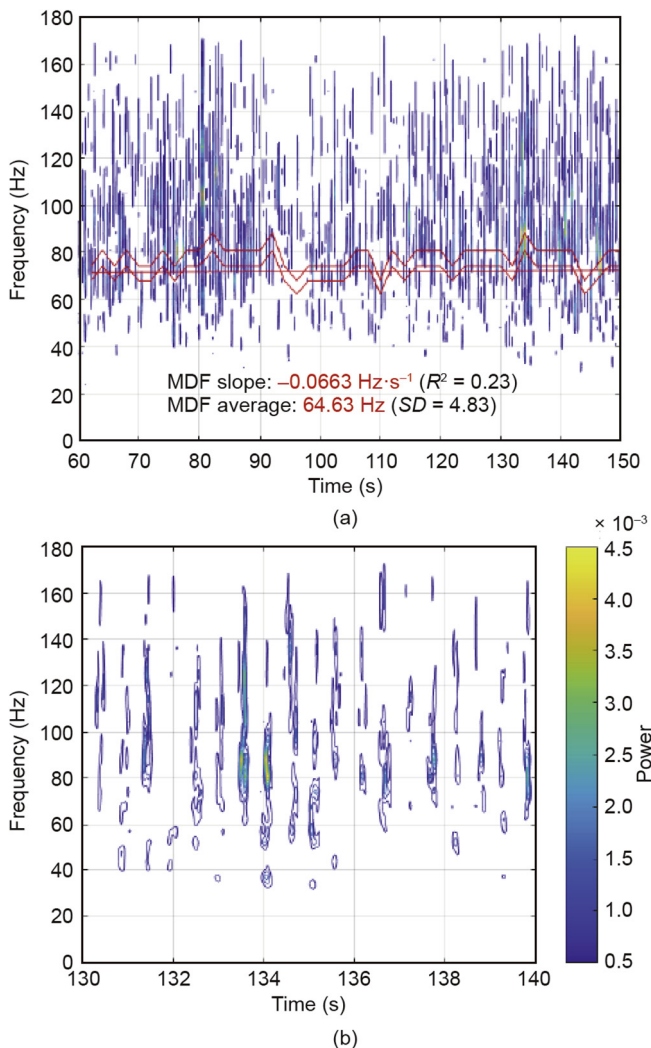 180
160
140
120
100
80
60
40
20
0
Frequency (Hz)
MDF slope: –0.0663 Hz·s⁻¹ (R² = 0.23)
MDF average: 64.63 Hz (SD = 4.83)
60 70 80 90 100 110 120 130 140 150
Time (s)
(a)
180
160
140
120
100
80
60
40
20
0
Frequency (Hz)
130 132 134 136 138 140
Time (s)
× 10⁻³
4.5
4.0
3.5
3.0
2.5
2.0
1.5
1.0
0.5
Power
(b)